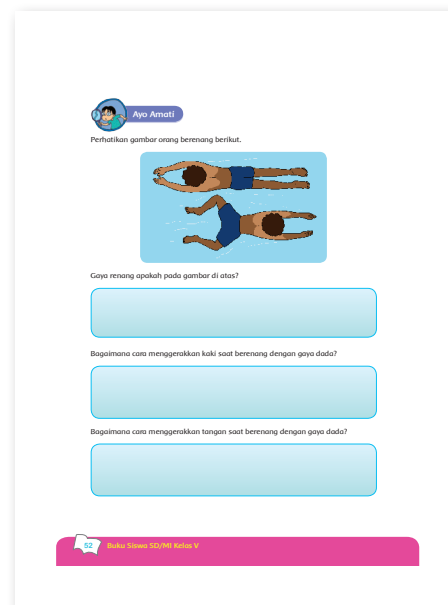 Ayo Amati
Perhatikan gambar orang berenang berikut.
Gaya renang apakah pada gambar di atas?
Bagaimana cara menggerakkan kaki saat berenang dengan gaya dada?
Bagaimana cara menggerakkan tangan saat berenang dengan gaya dada?
52 Buku Siswa SD/MI Kelas V